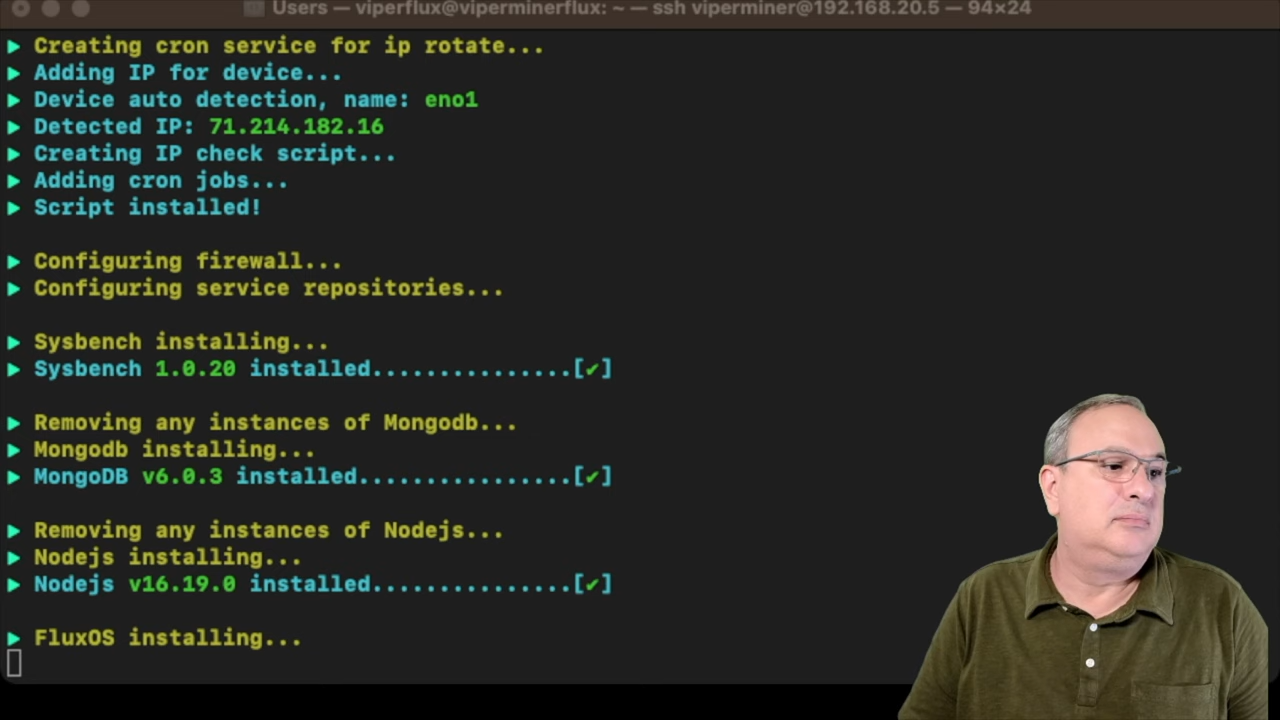 Users — viperflux@viperminerflux: ~ — ssh viperminer@192.168.20.5 — 94×24
▶ Creating cron service for ip rotate...
▶ Adding IP for device...
▶ Device auto detection, name: eno1
▶ Detected IP: 71.214.182.16
▶ Creating IP check script...
▶ Adding cron jobs...
▶ Script installed!
▶ Configuring firewall...
▶ Configuring service repositories...
▶ Sysbench installing...
▶ Sysbench 1.0.20 installed...............[✔]
▶ Removing any instances of Mongodb...
▶ Mongodb installing...
▶ MongoDB v6.0.3 installed................[✔]
▶ Removing any instances of Nodejs...
▶ Nodejs installing...
▶ Nodejs v16.19.0 installed...............[✔]
▶ FluxOS installing...